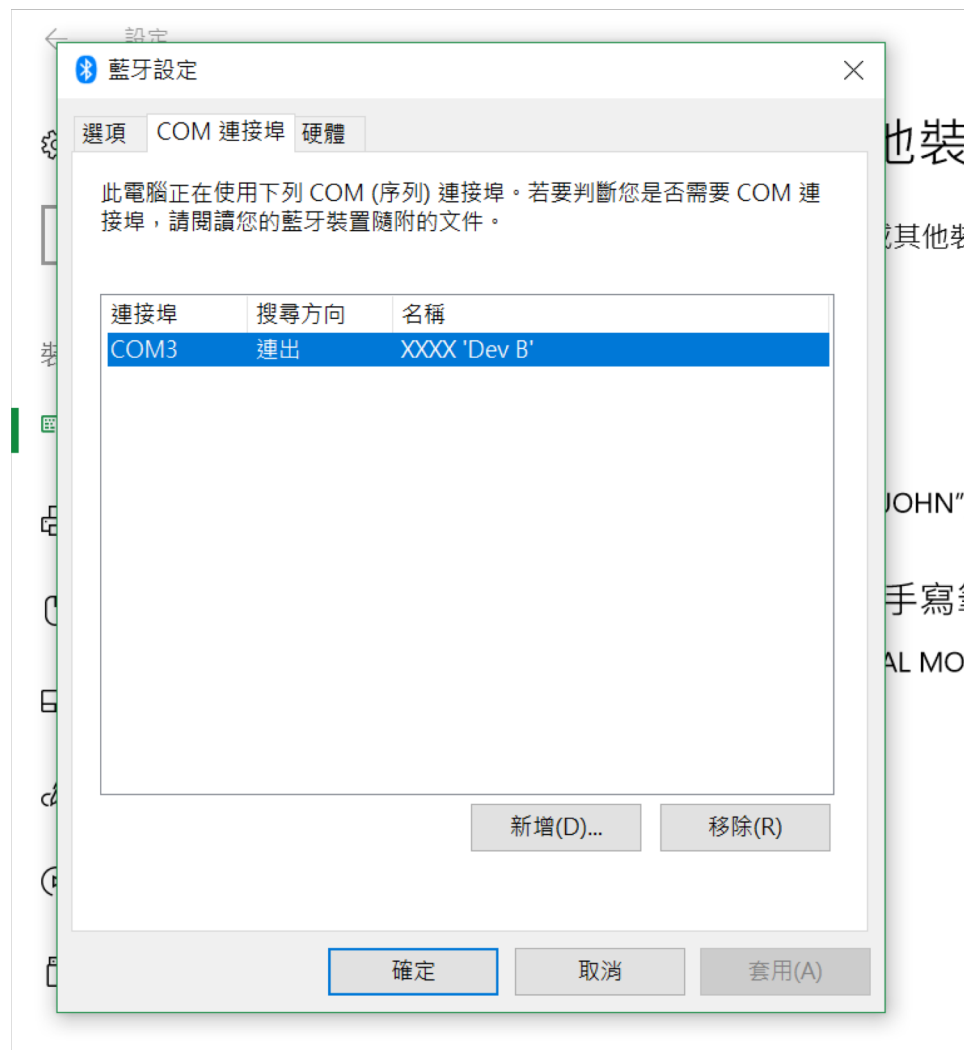 設定
藍牙設定
選項 COM 連接埠 硬體
此電腦正在使用下列 COM (序列) 連接埠。若要判斷您是否需要 COM 連
接埠，請閱讀您的藍牙裝置隨附的文件。
其他裝
連接埠 搜尋方向 名稱
COM3 連出 XXXX 'Dev B'
裝
JOHN"
手寫
AL MO
新增(D)... 移除(R)
確定 取消 套用(A)